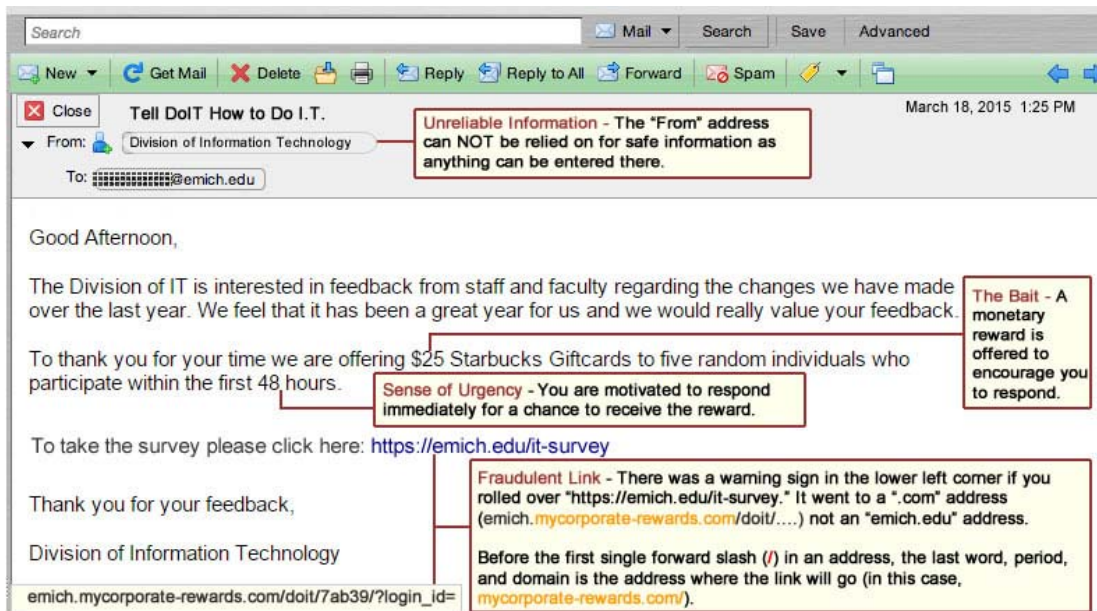 Search Mail Search Save Advanced
New Get Mail Delete Reply Reply to All Forward Spam
Close Tell DoIT How to Do I.T. March 18, 2015 1:25 PM
From: Division of Information Technology
To: @emich.edu
Unreliable Information - The "From" address
can NOT be relied on for safe information as
anything can be entered there.
Good Afternoon,
The Division of IT is interested in feedback from staff and faculty regarding the changes we have made
over the last year. We feel that it has been a great year for us and we would really value your feedback.
The Bait - A
monetary
reward is
offered to
encourage you
to respond.
To thank you for your time we are offering $25 Starbucks Giftcards to five random individuals who
participate within the first 48 hours.
Sense of Urgency - You are motivated to respond
immediately for a chance to receive the reward.
To take the survey please click here: https://emich.edu/it-survey
Fraudulent Link - There was a warning sign in the lower left corner if you
rolled over "https://emich.edu/it-survey." It went to a ".com" address
(emich.mycorporate-rewards.com/doit/....) not an "emich.edu" address.
Before the first single forward slash (/) in an address, the last word, period,
and domain is the address where the link will go (in this case,
mycorporate-rewards.com/).
Thank you for your feedback,
Division of Information Technology
emich.mycorporate-rewards.com/doit/7ab39/?login_id=